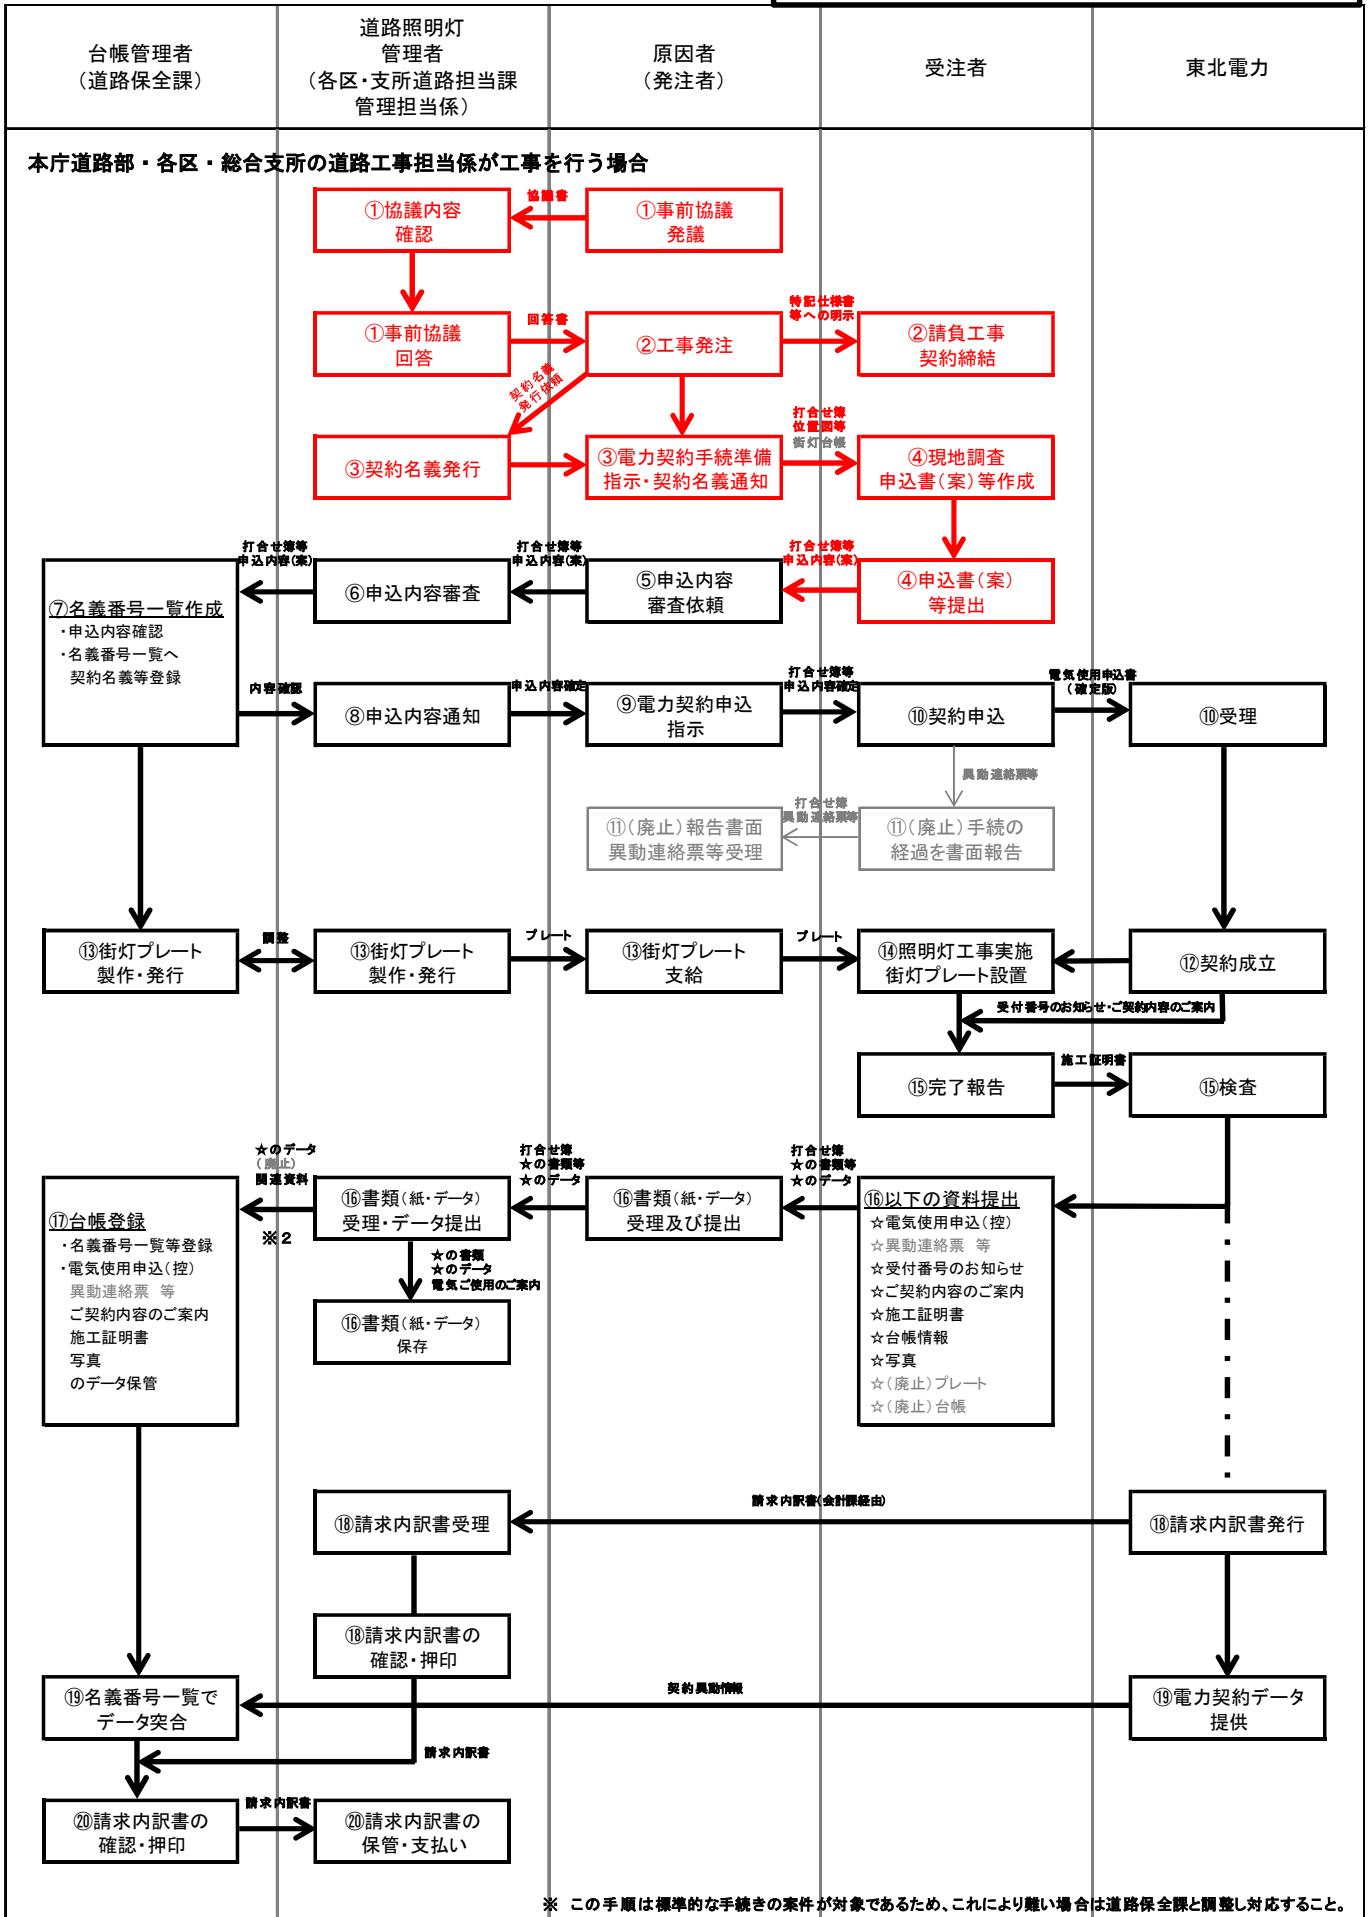 台帳管理者
（道路保全課）
道路照明灯
管理者
（各区・支所道路担当課
管理担当係）
原因者
（発注者）
受注者
東北電力
本庁道路部・各区・総合支所の道路工事担当係が工事を行う場合
①協議内容
確認
協議書
①事前協議
発議
①事前協議
回答
回答書
②工事発注
特記仕様書
等への明示
②請負工事
契約締結
契約名義
発行依頼
③契約名義発行
③電力契約手続準備
指示・契約名義通知
打合せ簿
位置図等
街灯台帳
④現地調査
申込書（案）等作成
打合せ簿等
申込内容(案)
打合せ簿等
申込内容(案)
打合せ簿等
申込内容(案)
⑦名義番号一覧作成
・申込内容確認
・名義番号一覧へ
契約名義等登録
⑥申込内容審査
⑤申込内容
審査依頼
④申込書（案）
等提出
内容確認
⑧申込内容通知
申込内容確定
⑨電力契約申込
指示
打合せ簿等
申込内容確定
⑩契約申込
電気使用申込書
（確定版）
⑩受理
異動連絡票等
⑪（廃止）報告書面
異動連絡票等受理
打合せ簿
異動連絡票等
⑪（廃止）手続の
経過を書面報告
⑬街灯プレート
製作・発行
調整
⑬街灯プレート
製作・発行
プレート
⑬街灯プレート
支給
プレート
⑭照明灯工事実施
街灯プレート設置
⑫契約成立
受付番号のお知らせ・ご契約内容のご案内
⑮完了報告
施工証明書
⑮検査
☆のデータ
（廃止）
関連資料
※２
打合せ簿
☆の書類等
☆のデータ
打合せ簿
☆の書類等
☆のデータ
⑰台帳登録
・名義番号一覧等登録
・電気使用申込（控）
異動連絡票　等
ご契約内容のご案内
施工証明書
写真
のデータ保管
⑯書類（紙・データ）
受理・データ提出
☆の書類
☆のデータ
電気ご使用のご案内
⑯書類（紙・データ）
保存
⑯書類（紙・データ）
受理及び提出
⑯以下の資料提出
☆電気使用申込（控）
☆異動連絡票　等
☆受付番号のお知らせ
☆ご契約内容のご案内
☆施工証明書
☆台帳情報
☆写真
☆（廃止）プレート
☆（廃止）台帳
⑱請求内訳書受理
請求内訳書(会計課経由)
⑱請求内訳書発行
⑱請求内訳書の
確認・押印
⑲名義番号一覧で
データ突合
契約異動情報
⑲電力契約データ
提供
請求内訳書
⑳請求内訳書の
確認・押印
請求内訳書
⑳請求内訳書の
保管・支払い
※　この手順は標準的な手続きの案件が対象であるため、これにより難い場合は道路保全課と調整し対応すること。